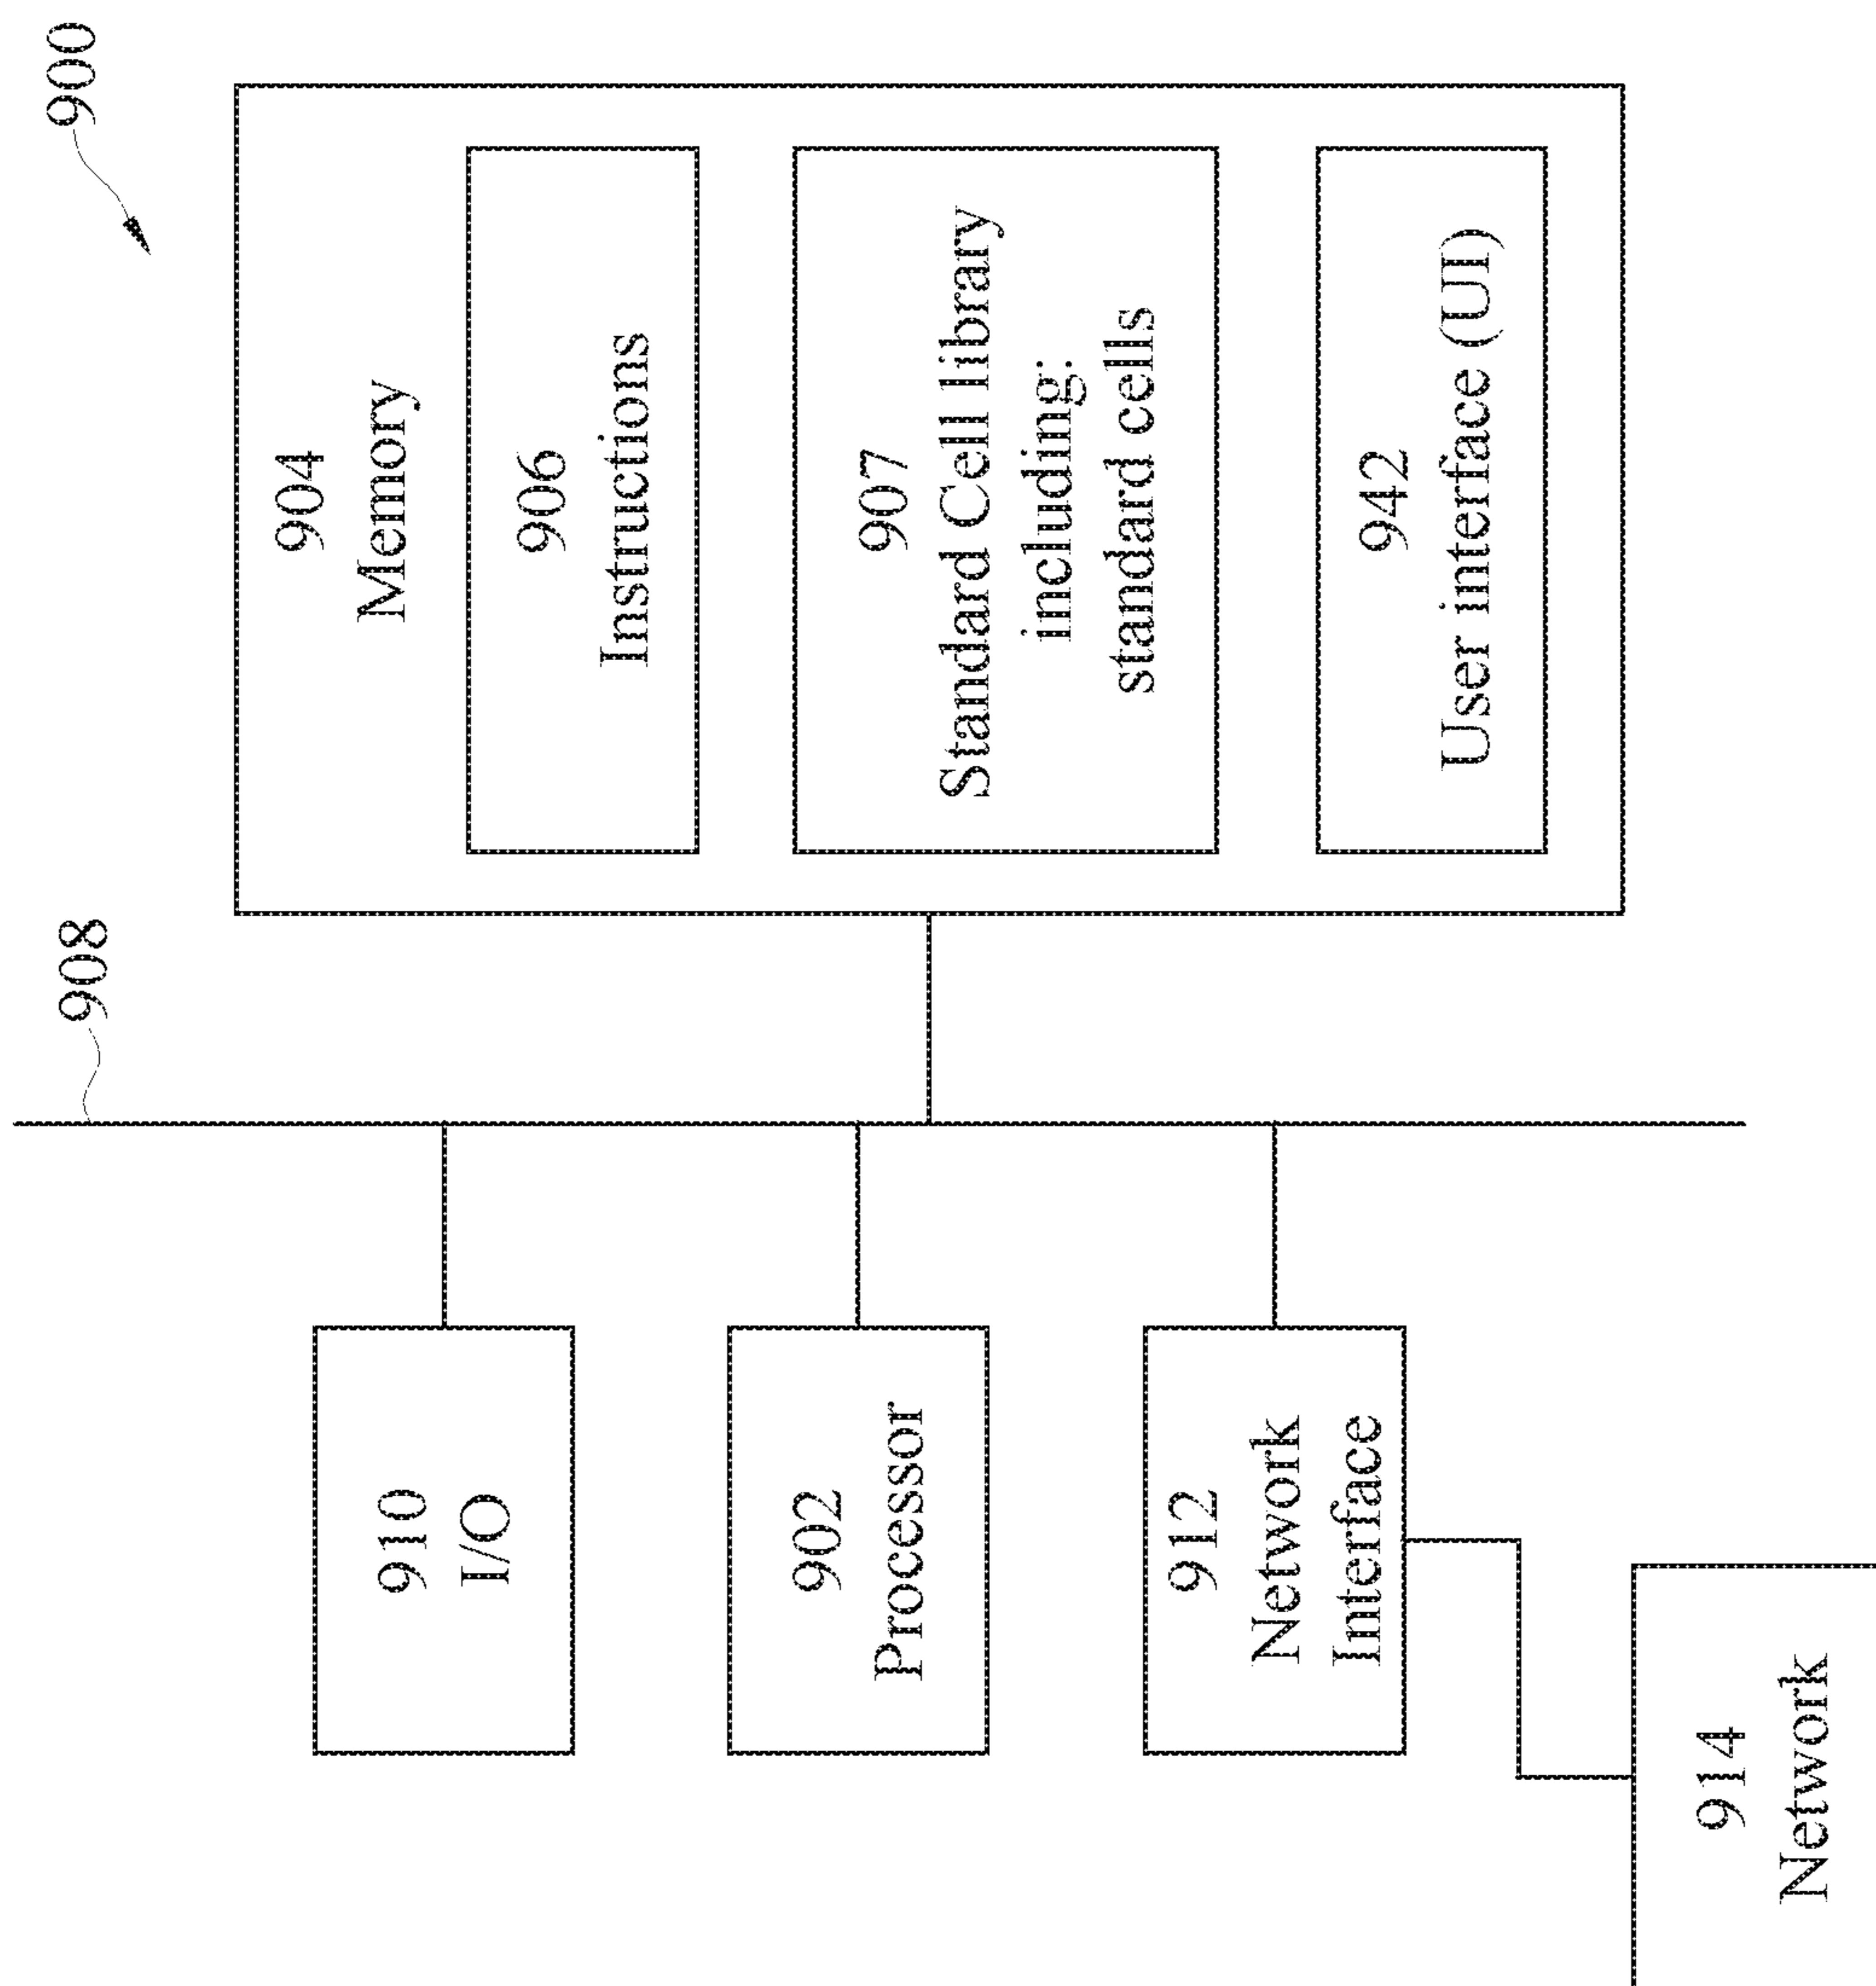 900
908
910
I/O
902
Processor
912
Network
Interface
914
Network
904
Memory
906
Instructions
907
Standard Cell library
including:
standard cells
942
User interface (UI)